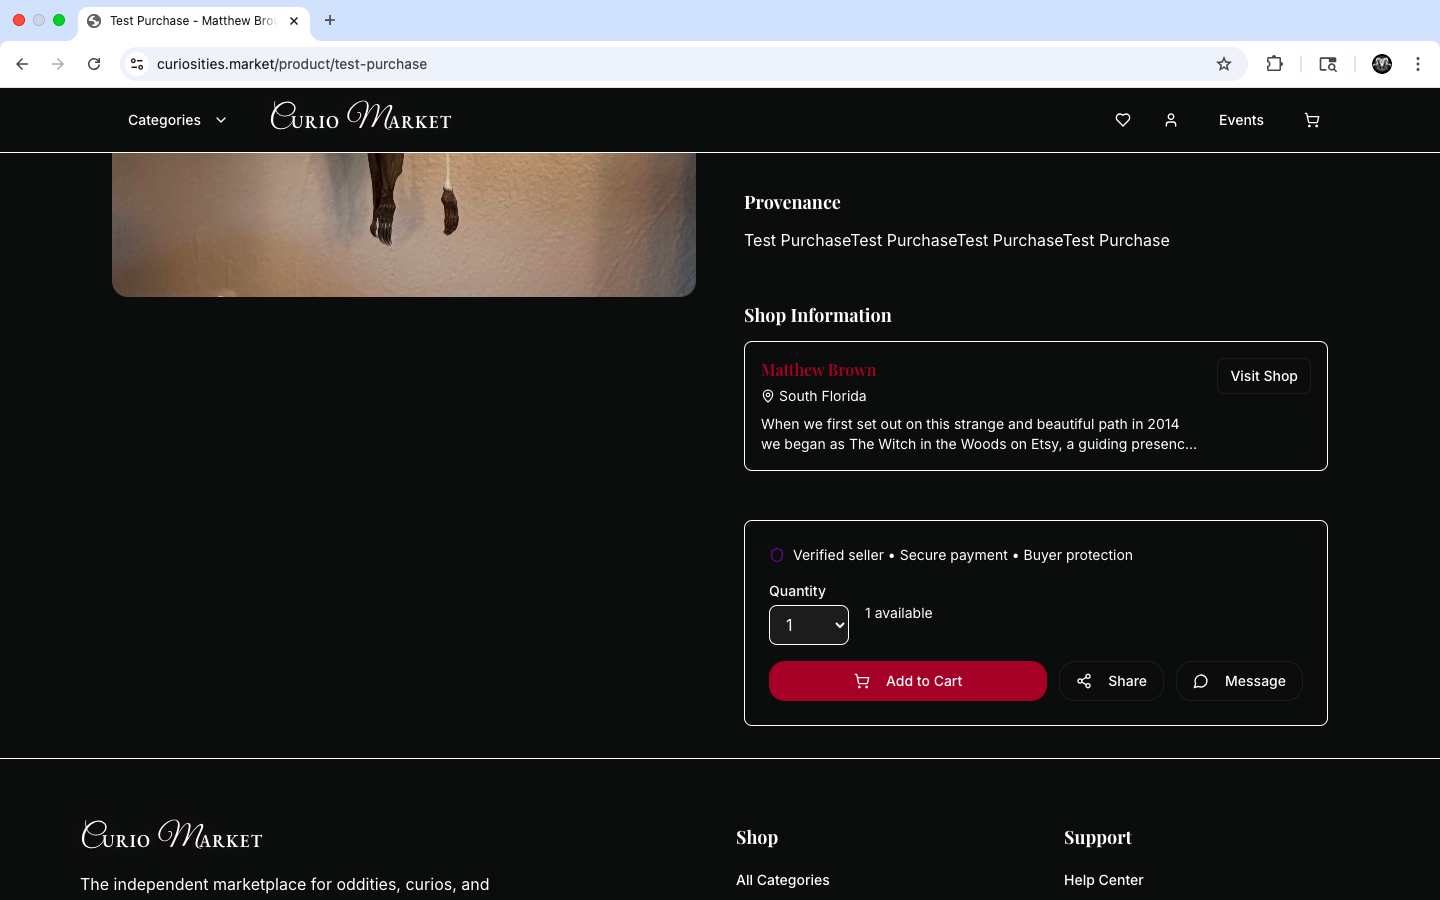 Test Purchase - Matthew Bro
curiosities.market/product/test-purchase
Categories
Curio Market
Events
Provenance
Test PurchaseTest PurchaseTest PurchaseTest Purchase
Shop Information
Matthew Brown
Visit Shop
South Florida
When we first set out on this strange and beautiful path in 2014
we began as The Witch in the Woods on Etsy, a guiding presenc...
Verified seller • Secure payment • Buyer protection
Quantity
1
1 available
Add to Cart
Share
Message
Curio Market
The independent marketplace for oddities, curios, and
Shop
All Categories
Support
Help Center